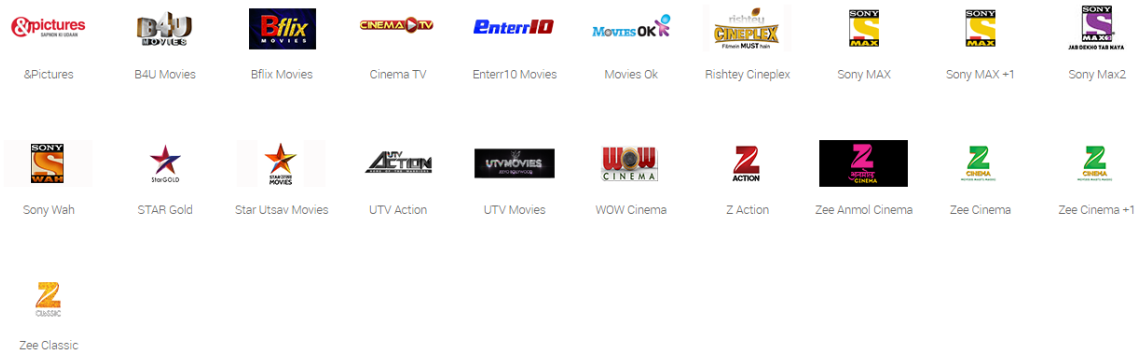 &pictures
SAPNON KI UDAAN
B4U
MOVIES
Bflix
MOVIES
CINEMA TV
Enterr10
MOVIES OK
rishtey
CINEPLEX
Filmein MUST hain
SONY
MAX
SONY
MAX
SONY
MAX2
JAB DEKHO TAB NAYA
&Pictures
B4U Movies
Bflix Movies
Cinema TV
Enterr10 Movies
Movies Ok
Rishtey Cineplex
Sony MAX
Sony MAX +1
Sony Max2
SONY
WAH
StarGOLD
STAR UTSAV
MOVIES
UTV
ACTION
UTVMOVIES
WOW
CINEMA
Z
ACTION
Z
अनमोल
CINEMA
Z
CINEMA
Z
CINEMA
Sony Wah
STAR Gold
Star Utsav Movies
UTV Action
UTV Movies
WOW Cinema
Z Action
Zee Anmol Cinema
Zee Cinema
Zee Cinema +1
Z
CLASSIC
Zee Classic